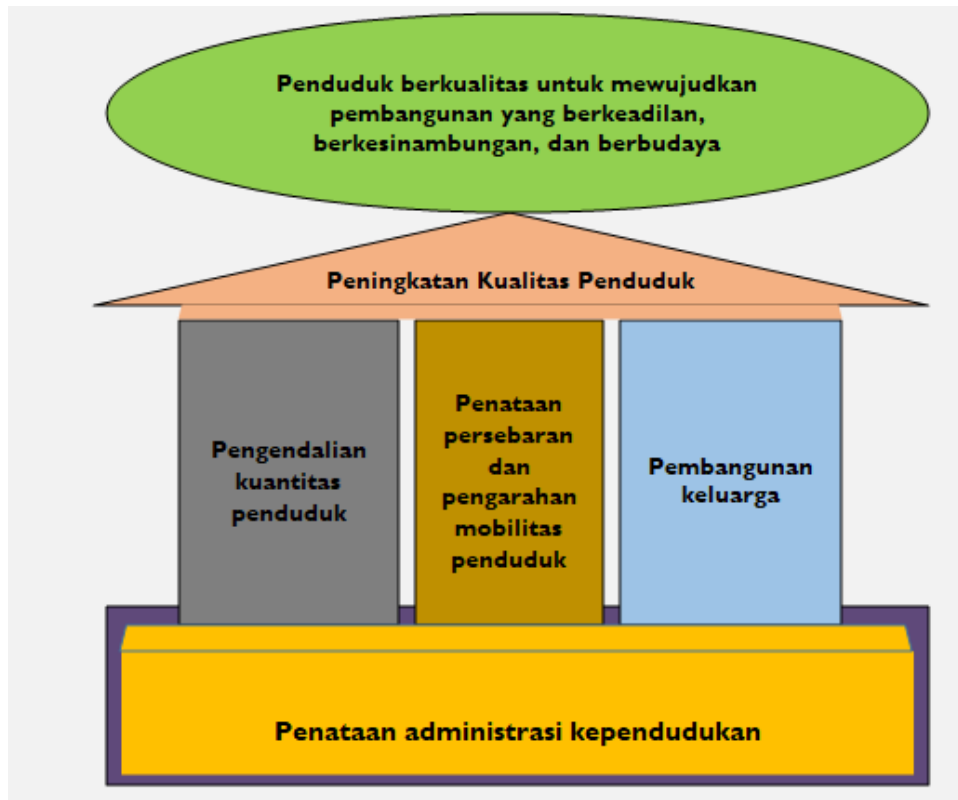 Penduduk berkualitas untuk mewujudkan
pembangunan yang berkeadilan,
berkesinambungan, dan berbudaya
Peningkatan Kualitas Penduduk
Pengendalian
kuantitas
penduduk
Penataan
persebaran
dan
pengarahan
mobilitas
penduduk
Pembangunan
keluarga
Penataan administrasi kependudukan